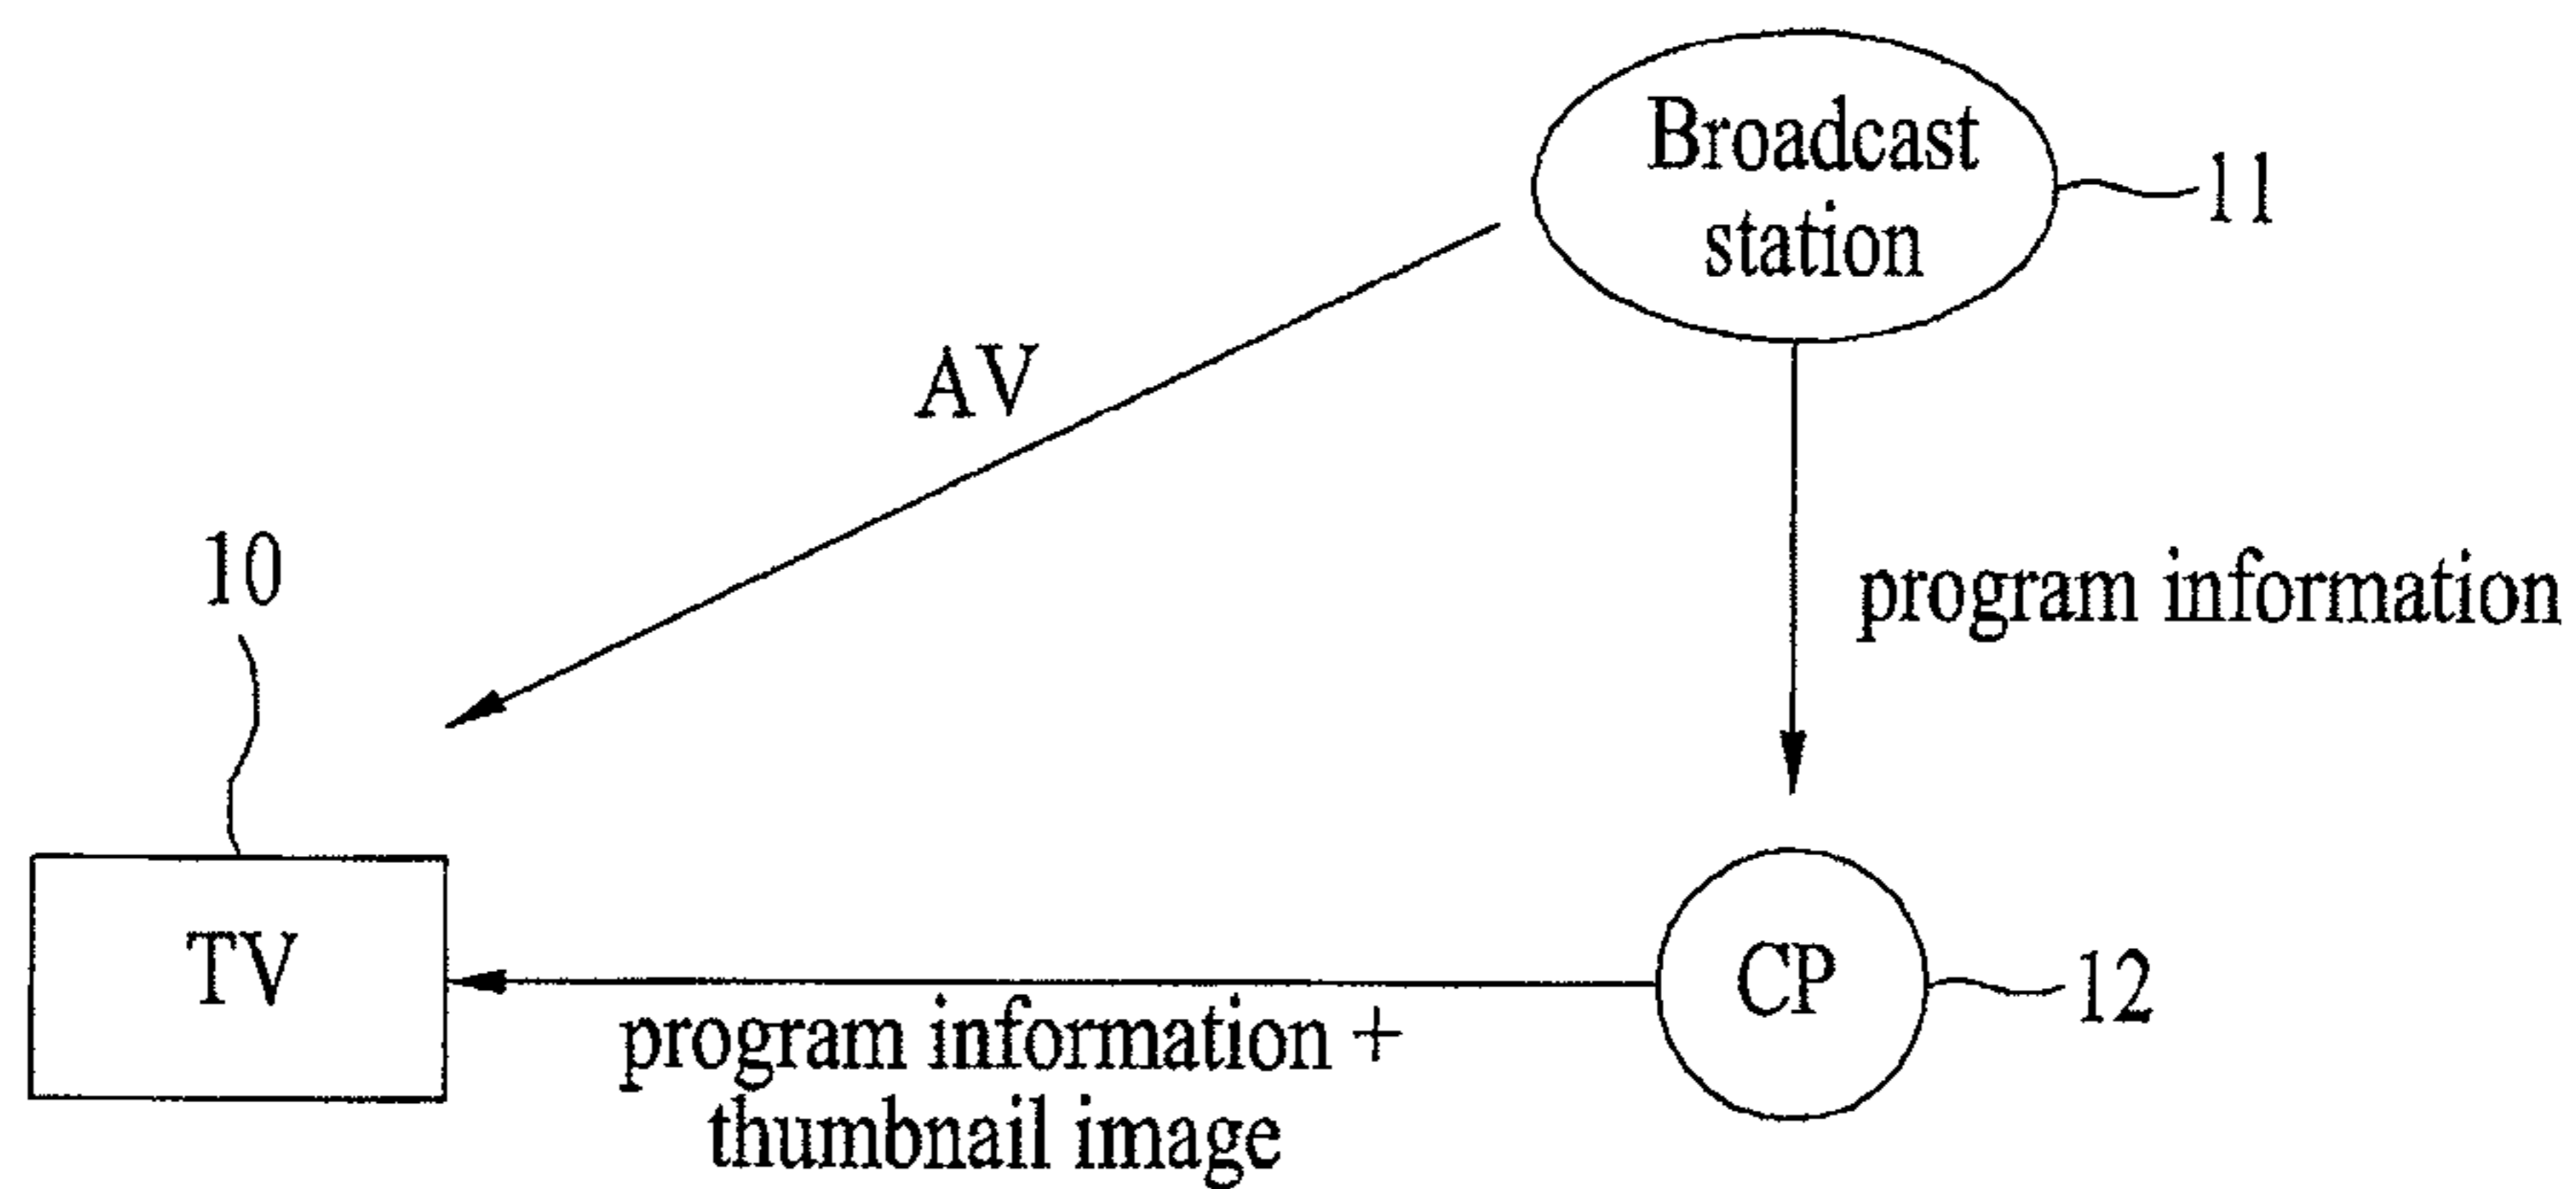 Broadcast
station
11
AV
10
program information
TV
CP
12
program information +
thumbnail image